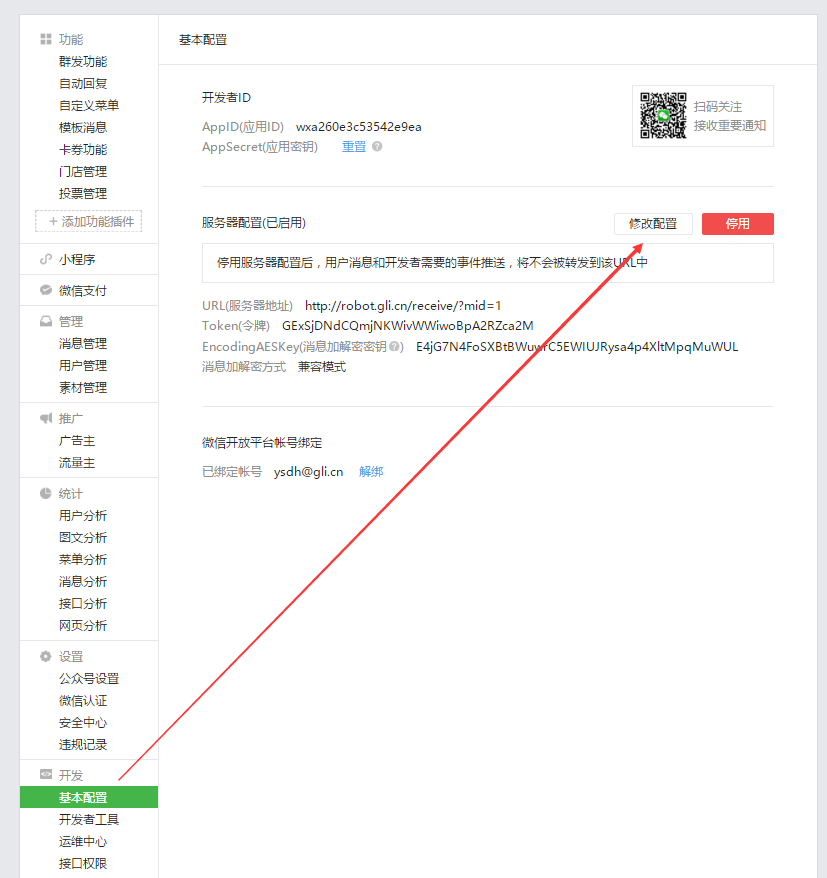 功能
群发功能
自动回复
自定义菜单
模板消息
卡券功能
门店管理
投票管理
+ 添加功能插件
小程序
微信支付
管理
消息管理
用户管理
素材管理
推广
广告主
流量主
统计
用户分析
图文分析
菜单分析
消息分析
接口分析
网页分析
设置
公众号设置
微信认证
安全中心
违规记录
开发
基本配置
开发者工具
运维中心
接口权限
基本配置
开发者ID
AppID(应用ID) wxa260e3c53542e9ea
AppSecret(应用密钥) 重置 ?
扫码关注
接收重要通知
服务器配置(已启用)
修改配置
停用
停用服务器配置后，用户消息和开发者需要的事件推送，将不会被转发到该URL中
URL(服务器地址) http://robot.gli.cn/receive/?mid=1
Token(令牌) GExSjDNdCQmjNKWivWWiwoBpA2RZca2M
EncodingAESKey(消息加解密密钥?)
消息加解密方式 兼容模式
微信开放平台帐号绑定
已绑定帐号 ysdh@gli.cn 解绑